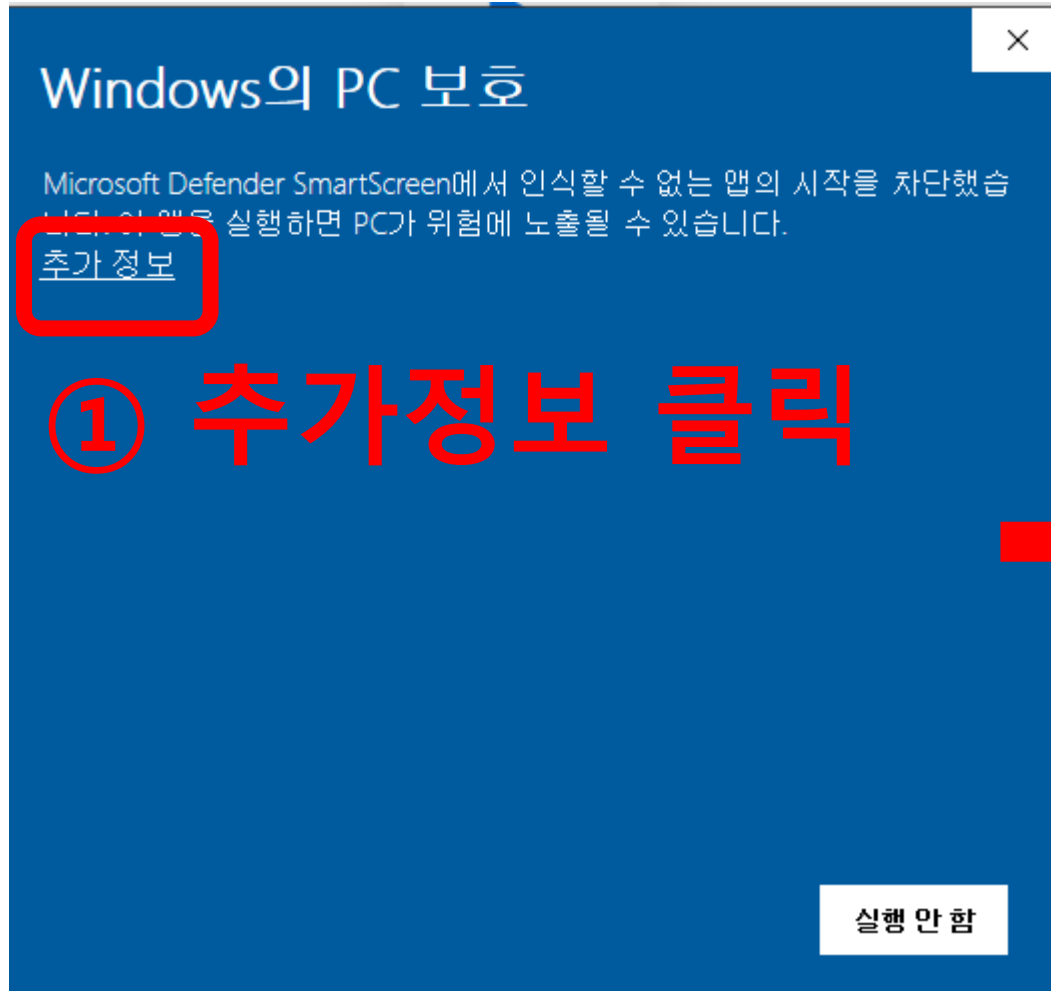 Windows의 PC 보호
Microsoft Defender SmartScreen에서 인식할 수 없는 앱의 시작을 차단했습
니다. 이 앱을 실행하면 PC가 위험에 노출될 수 있습니다.
추가 정보
① 추가정보 클릭
실행 안 함